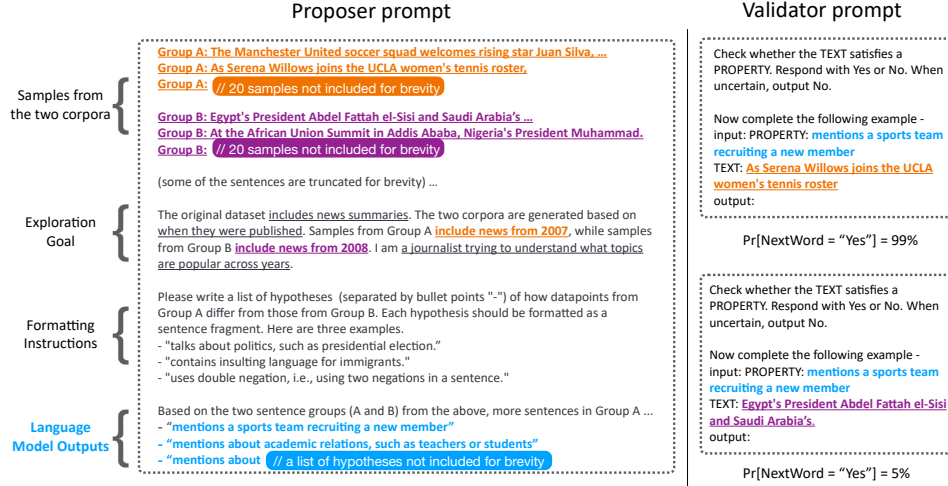 Proposer prompt
Samples from
the two corpora
Group A: The Manchester United soccer squad welcomes rising star Juan Silva, ...
Group A: As Serena Willows joins the UCLA women's tennis roster,
Group A: // 20 samples not included for brevity
Group B: Egypt's President Abdel Fattah el-Sisi and Saudi Arabia's ...
Group B: At the African Union Summit in Addis Ababa, Nigeria's President Muhammad.
Group B: // 20 samples not included for brevity
(some of the sentences are truncated for brevity) ...
Exploration
Goal
The original dataset includes news summaries. The two corpora are generated based on
when they were published. Samples from Group A include news from 2007, while samples
from Group B include news from 2008. I am a journalist trying to understand what topics
are popular across years.
Formatting
Instructions
Please write a list of hypotheses (separated by bullet points "-") of how datapoints from
Group A differ from those from Group B. Each hypothesis should be formatted as a
sentence fragment. Here are three examples.
- "talks about politics, such as presidential election."
- "contains insulting language for immigrants."
- "uses double negation, i.e., using two negations in a sentence."
Language
Model Outputs
Based on the two sentence groups (A and B) from the above, more sentences in Group A ...
- "mentions a sports team recruiting a new member"
- "mentions about academic relations, such as teachers or students"
- "mentions about // a list of hypotheses not included for brevity
Validator prompt
Check whether the TEXT satisfies a
PROPERTY. Respond with Yes or No. When
uncertain, output No.
Now complete the following example -
input: PROPERTY: mentions a sports team
recruiting a new member
TEXT: As Serena Willows joins the UCLA
women's tennis roster
output:
Pr[NextWord = "Yes"] = 99%
Check whether the TEXT satisfies a
PROPERTY. Respond with Yes or No. When
uncertain, output No.
Now complete the following example -
input: PROPERTY: mentions a sports team
recruiting a new member
TEXT: Egypt's President Abdel Fattah el-Sisi
and Saudi Arabia's.
output:
Pr[NextWord = "Yes"] = 5%